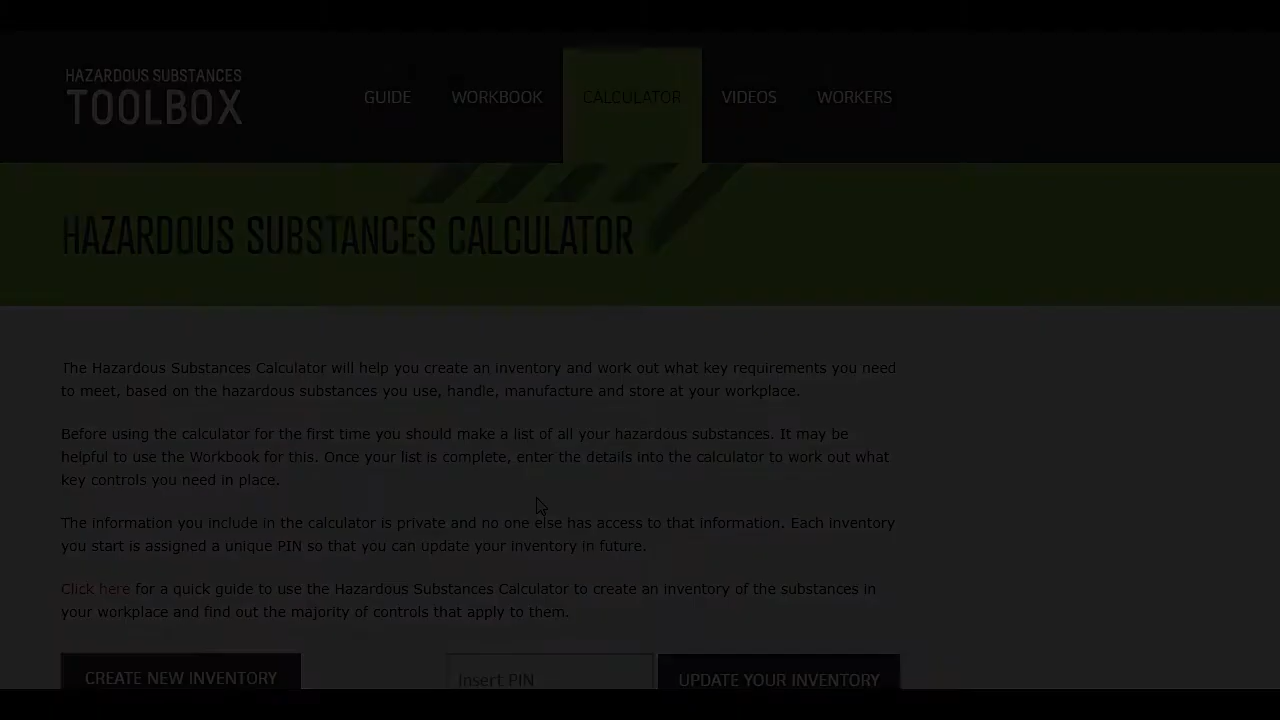 HAZARDOUS SUBSTANCES
TOOLBOX
GUIDE WORKBOOK CALCULATOR VIDEOS WORKERS
HAZARDOUS SUBSTANCES CALCULATOR
The Hazardous Substances Calculator will help you create an inventory and work out what key requirements you need
to meet, based on the hazardous substances you use, handle, manufacture and store at your workplace.
Before using the calculator for the first time you should make a list of all your hazardous substances. It may be
helpful to use the Workbook for this. Once your list is complete, enter the details into the calculator to work out what
key controls you need in place.
The information you include in the calculator is private and no one else has access to that information. Each inventory
you start is assigned a unique PIN so that you can update your inventory in future.
Click here for a quick guide to use the Hazardous Substances Calculator to create an inventory of the substances in
your workplace and find out the majority of controls that apply to them.
CREATE NEW INVENTORY Insert PIN UPDATE YOUR INVENTORY